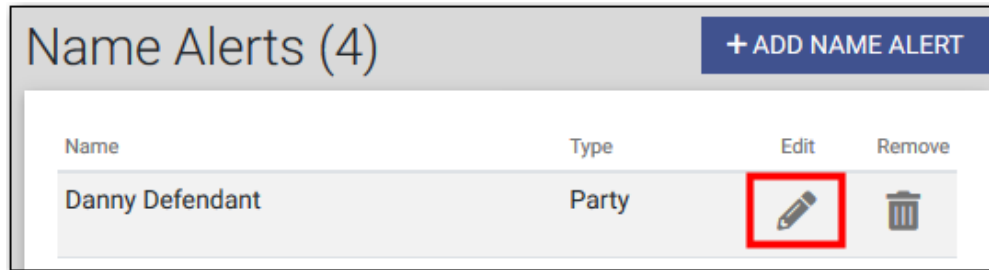 Name Alerts (4)
+ ADD NAME ALERT
Name Type Edit Remove
Danny Defendant Party